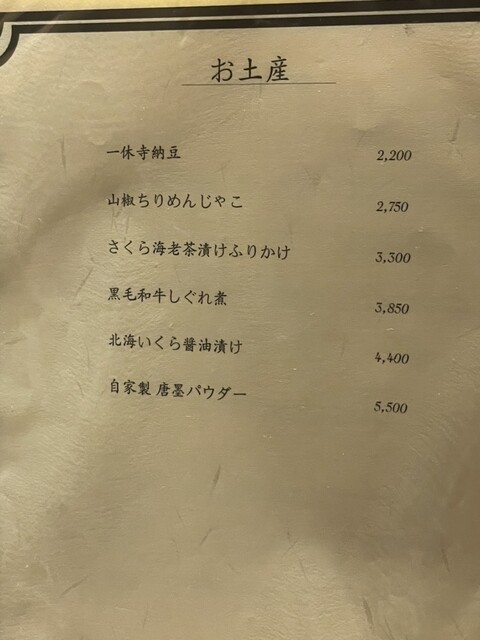 お土産
一休寺納豆 2,200
山椒ちりめんじゃこ 2,750
さくら海老茶漬けふりかけ 3,300
黒毛和牛しぐれ煮 3,850
北海いくら醤油漬け 4,400
自家製 唐墨パウダー 5,500